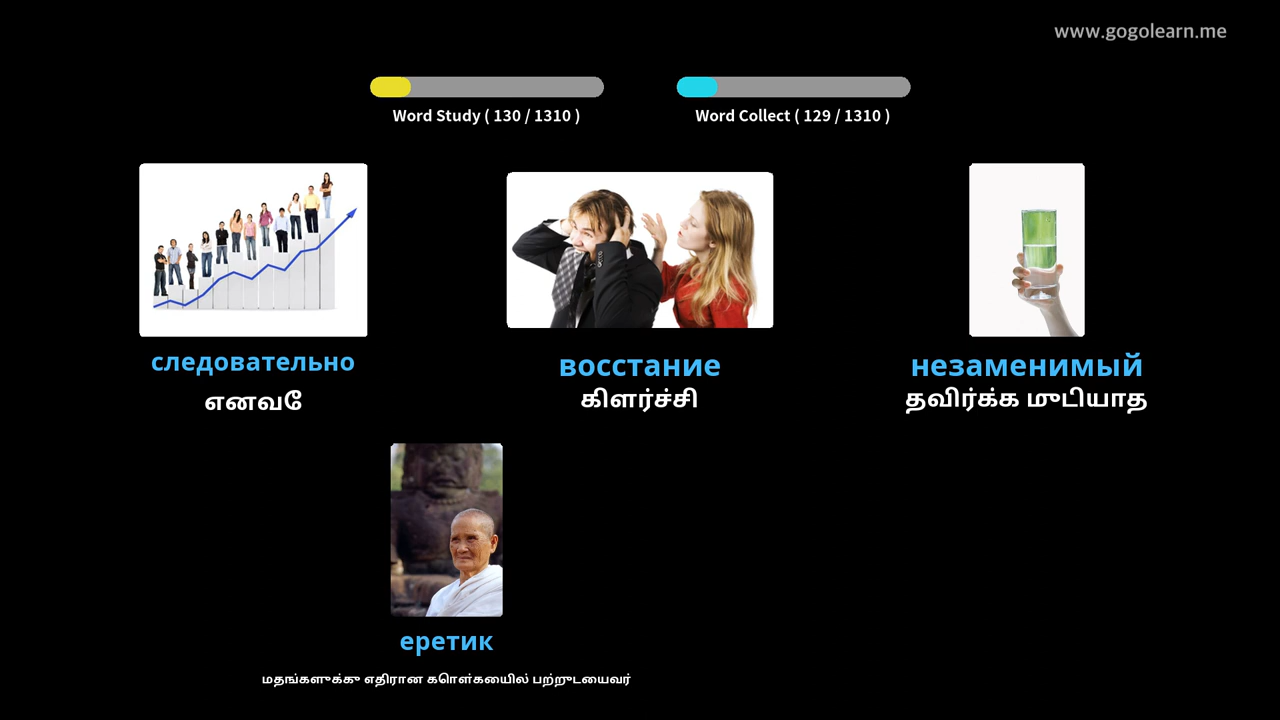 www.gogolearn.me
Word Study ( 130 / 1310 )
Word Collect ( 129 / 1310 )
следовательно
எனவே
восстание
கிளர்ச்சி
незаменимый
தவிர்க்க முடியாத
еретик
மதங்களுக்கு எதிரான கொள்கையில் பற்றுடையவர்